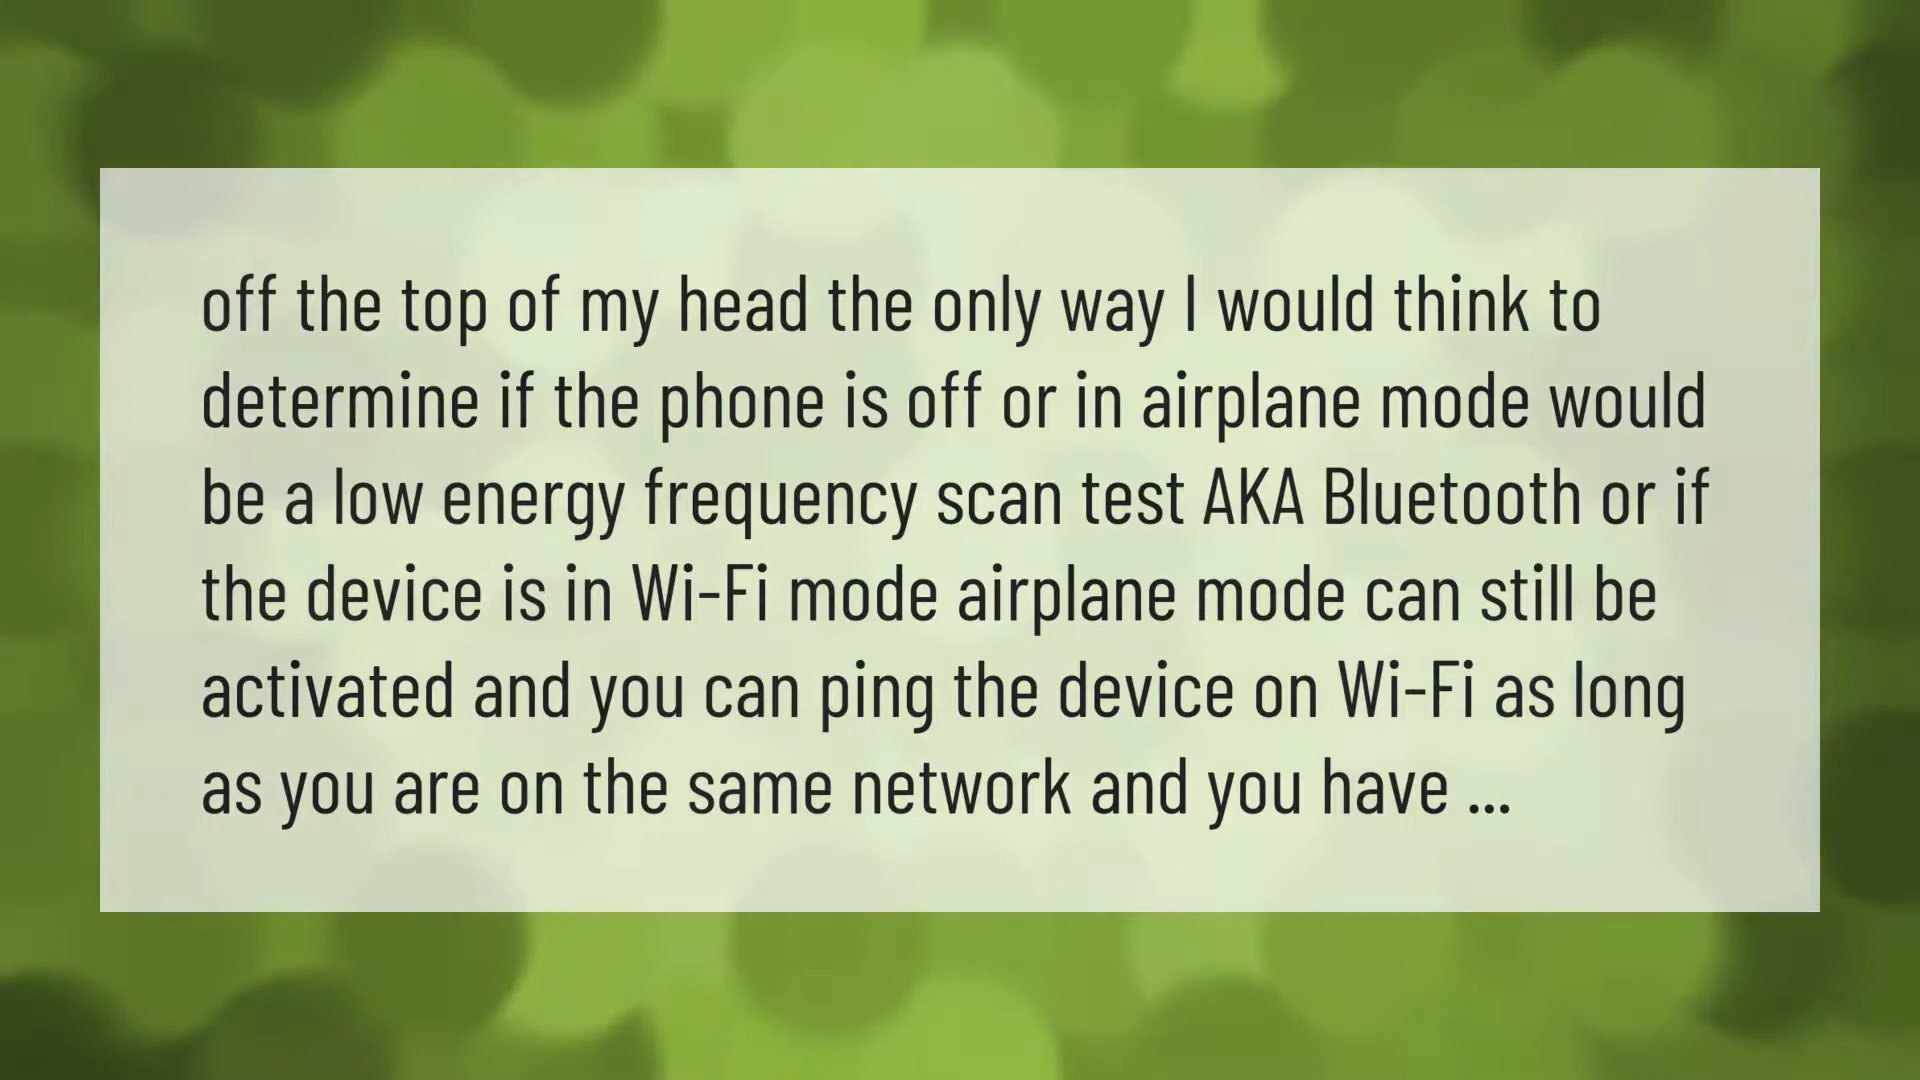 off the top of my head the only way I would think to
determine if the phone is off or in airplane mode would
be a low energy frequency scan test AKA Bluetooth or if
the device is in Wi-Fi mode airplane mode can still be
activated and you can ping the device on Wi-Fi as long
as you are on the same network and you have ...